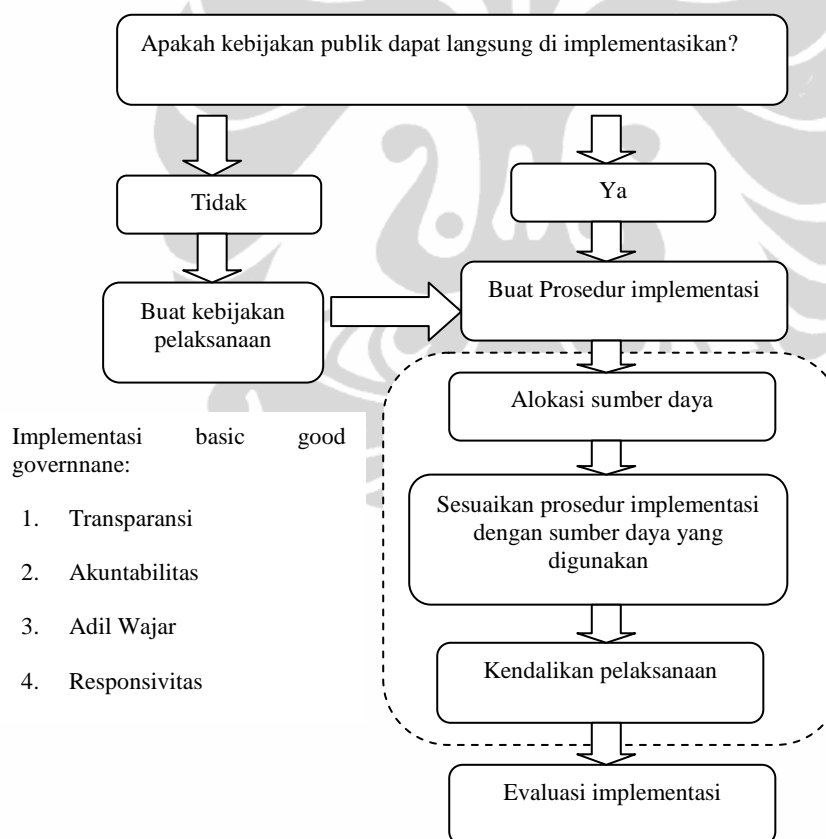 Apakah kebijakan publik dapat langsung di implementasikan?
Tidak
Ya
Buat kebijakan
pelaksanaan
Buat Prosedur implementasi
Alokasi sumber daya
Implementasi basic good
governnane:
1. Transparansi
2. Akuntabilitas
3. Adil Wajar
4. Responsivitas
Sesuaikan prosedur implementasi
dengan sumber daya yang
digunakan
Kendalikan pelaksanaan
Evaluasi implementasi